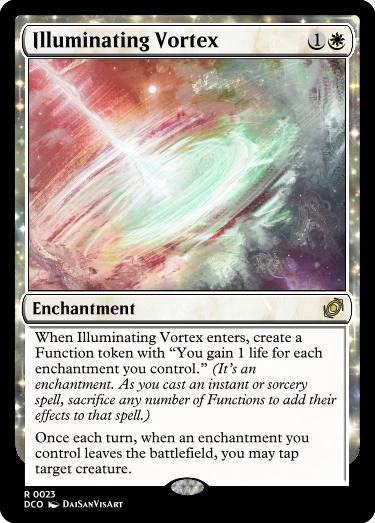 Illuminating Vortex 1
Enchantment
When Illuminating Vortex enters, create a
Function token with “You gain 1 life for each
enchantment you control.” (It’s an
enchantment. As you cast an instant or sorcery
spell, sacrifice any number of Functions to add their
effects to that spell.)
Once each turn, when an enchantment you
control leaves the battlefield, you may tap
target creature.
R 0023
DCO DaiSanVisArt